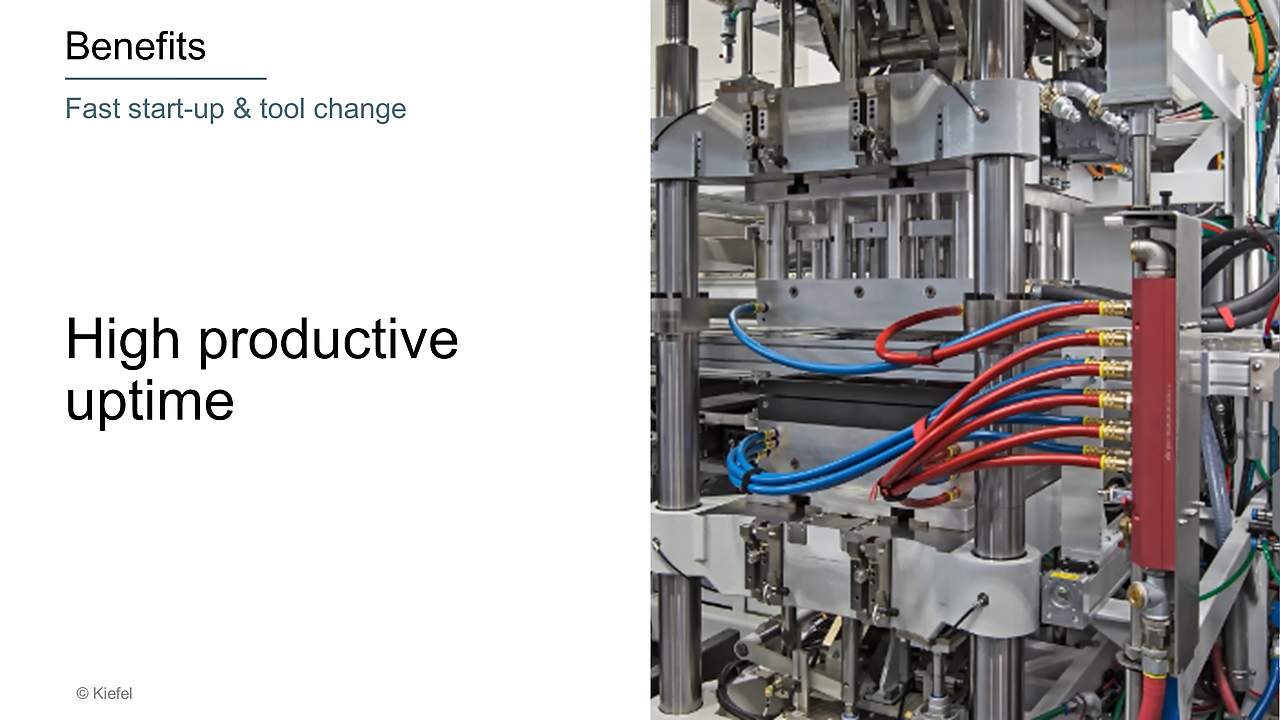 Benefits
Fast start-up & tool change
High productive
uptime
© Kiefel